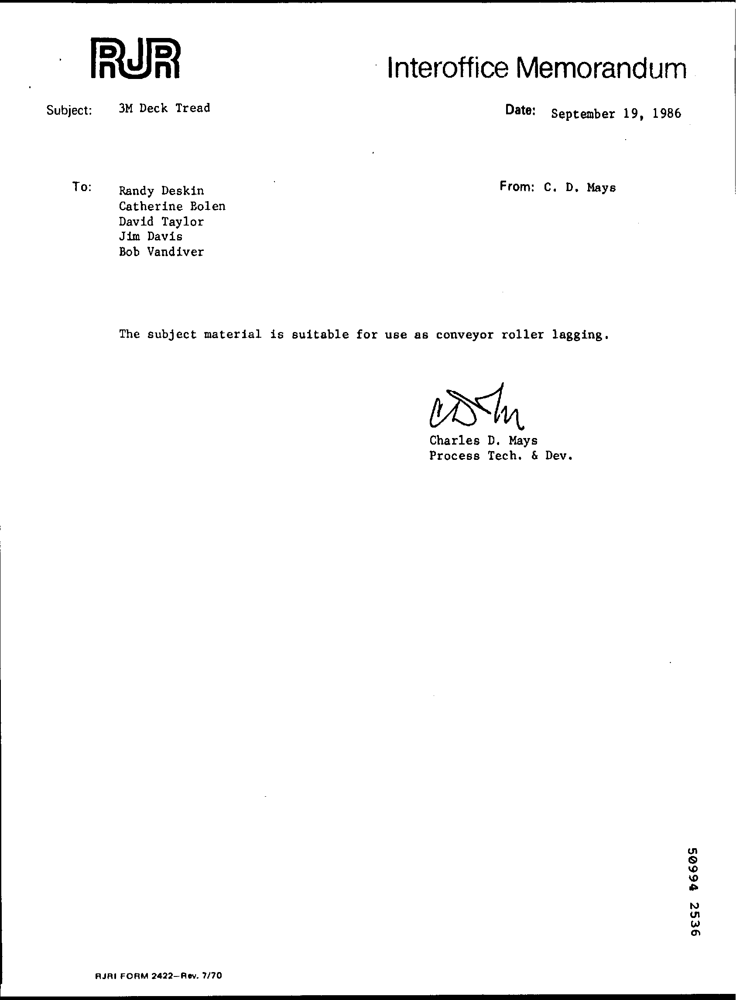 RJR
Interoffice Memorandum
Subject: 3M Deck Tread
Date: September 19, 1986
To: Randy Deskin
Catherine Bolen
David Taylor
Jim Davis
Bob Vandiver
From: C. D. Mays
The subject material is suitable for use as conveyor roller lagging.
CDM
Charles D. Mays
Process Tech. & Dev.
50994 2536
RJRI FORM 2422—Rev. 7/70